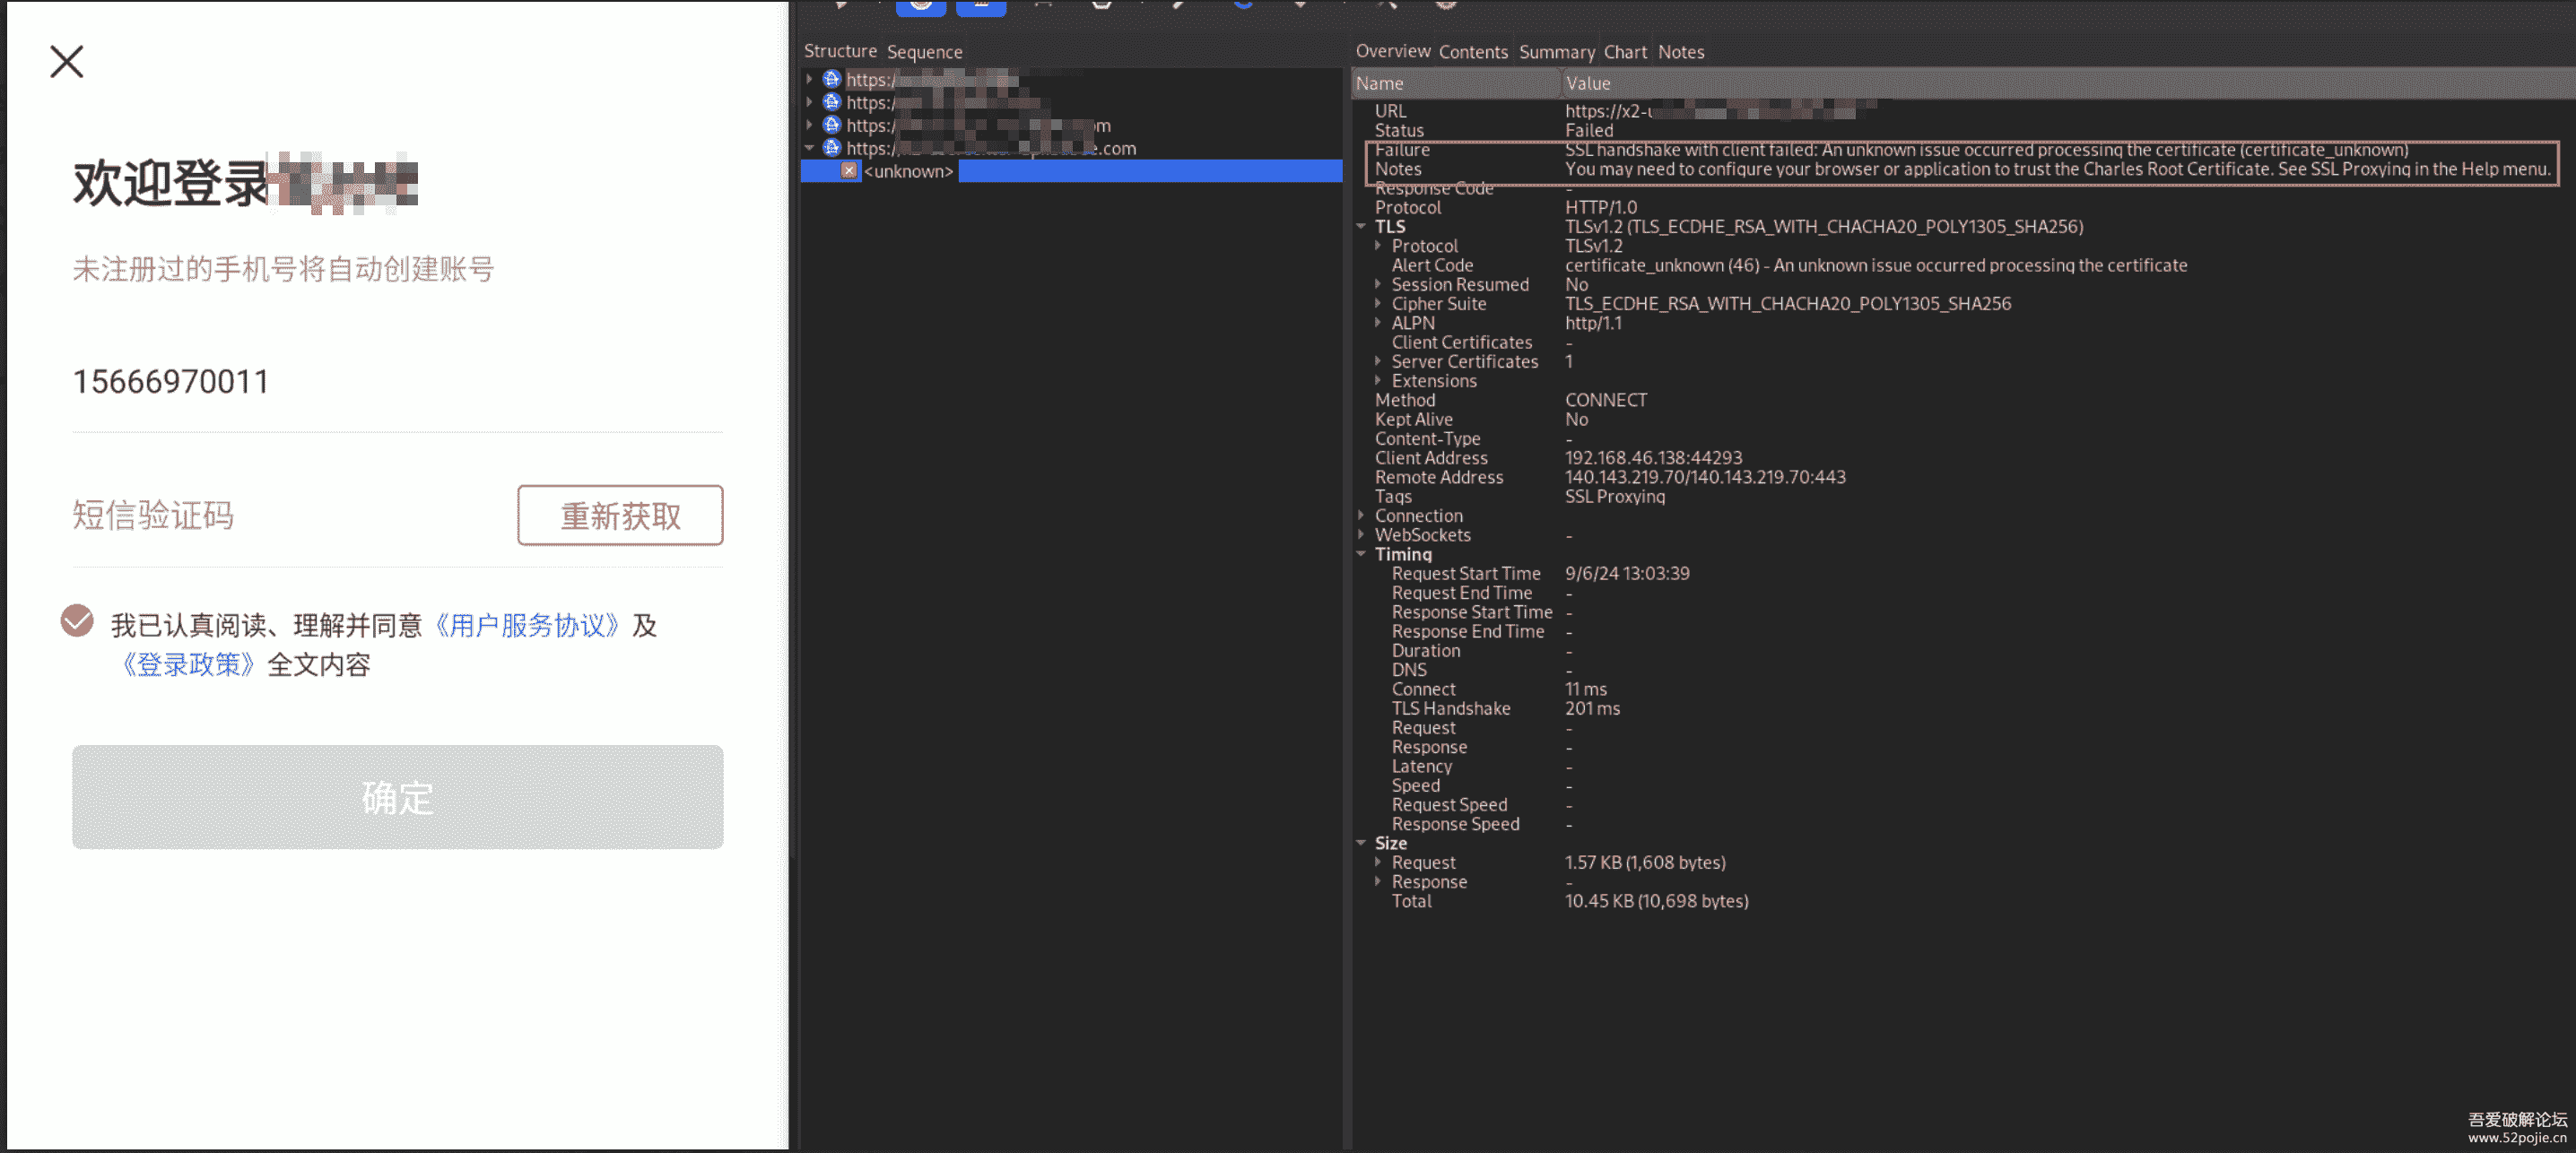 欢迎登录
未注册过的手机号将自动创建账号
15666970011
短信验证码
重新获取
我已认真阅读、理解并同意《用户服务协议》及
《登录政策》全文内容
确定
Structure Sequence
https:/
https:/
https:/ om
https:/ e.com
<unknown>
Overview Contents Summary Chart Notes
Name Value
URL https://x2-
Status Failed
Failure SSL handshake with client failed: An unknown issue occurred processing the certificate (certificate_unknown)
Notes You may need to configure your browser or application to trust the Charles Root Certificate. See SSL Proxying in the Help menu.
Response Code -
Protocol HTTP/1.0
TLS TLSv1.2 (TLS_ECDHE_RSA_WITH_CHACHA20_POLY1305_SHA256)
Protocol TLSv1.2
Alert Code certificate_unknown (46) - An unknown issue occurred processing the certificate
Session Resumed No
Cipher Suite TLS_ECDHE_RSA_WITH_CHACHA20_POLY1305_SHA256
ALPN http/1.1
Client Certificates -
Server Certificates 1
Extensions
Method CONNECT
Kept Alive No
Content-Type -
Client Address 192.168.46.138:44293
Remote Address 140.143.219.70/140.143.219.70:443
Tags SSL Proxying
Connection
WebSockets -
Timing
Request Start Time 9/6/24 13:03:39
Request End Time -
Response Start Time -
Response End Time -
Duration -
DNS -
Connect 11 ms
TLS Handshake 201 ms
Request -
Response -
Latency -
Speed -
Request Speed -
Response Speed -
Size
Request 1.57 KB (1,608 bytes)
Response -
Total 10.45 KB (10,698 bytes)
吾爱破解论坛
www.52pojie.cn